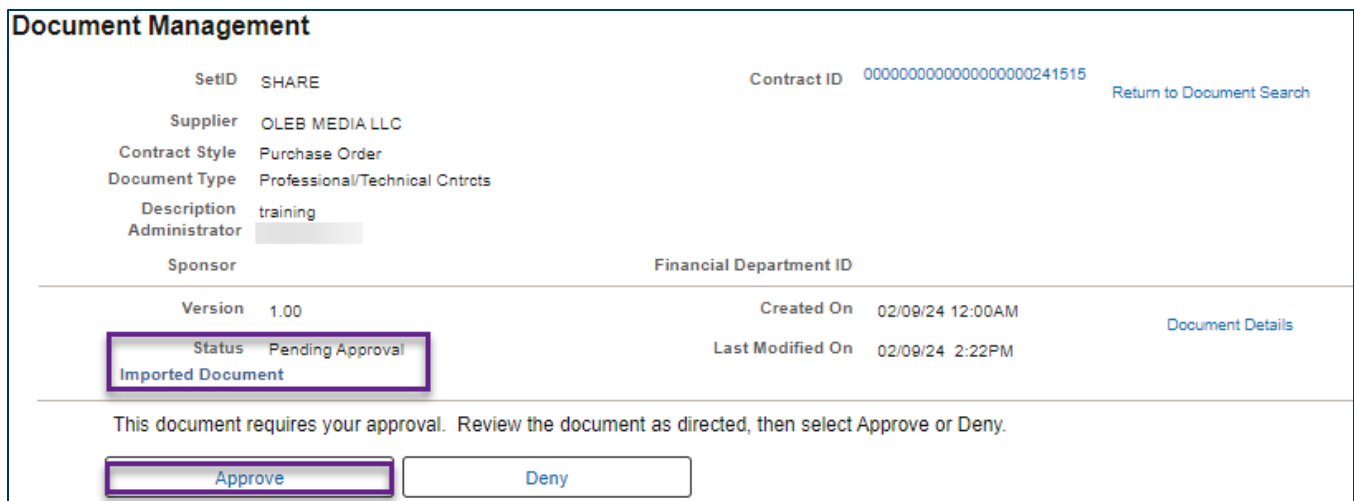 Document Management
SetID SHARE Contract ID 0000000000000000000241515
Return to Document Search
Supplier OLEB MEDIA LLC
Contract Style Purchase Order
Document Type Professional/Technical Cntrcts
Description training
Administrator
Sponsor Financial Department ID
Version 1.00 Created On 02/09/24 12:00AM
Document Details
Status Pending Approval Last Modified On 02/09/24 2:22PM
Imported Document
This document requires your approval. Review the document as directed, then select Approve or Deny.
Approve Deny